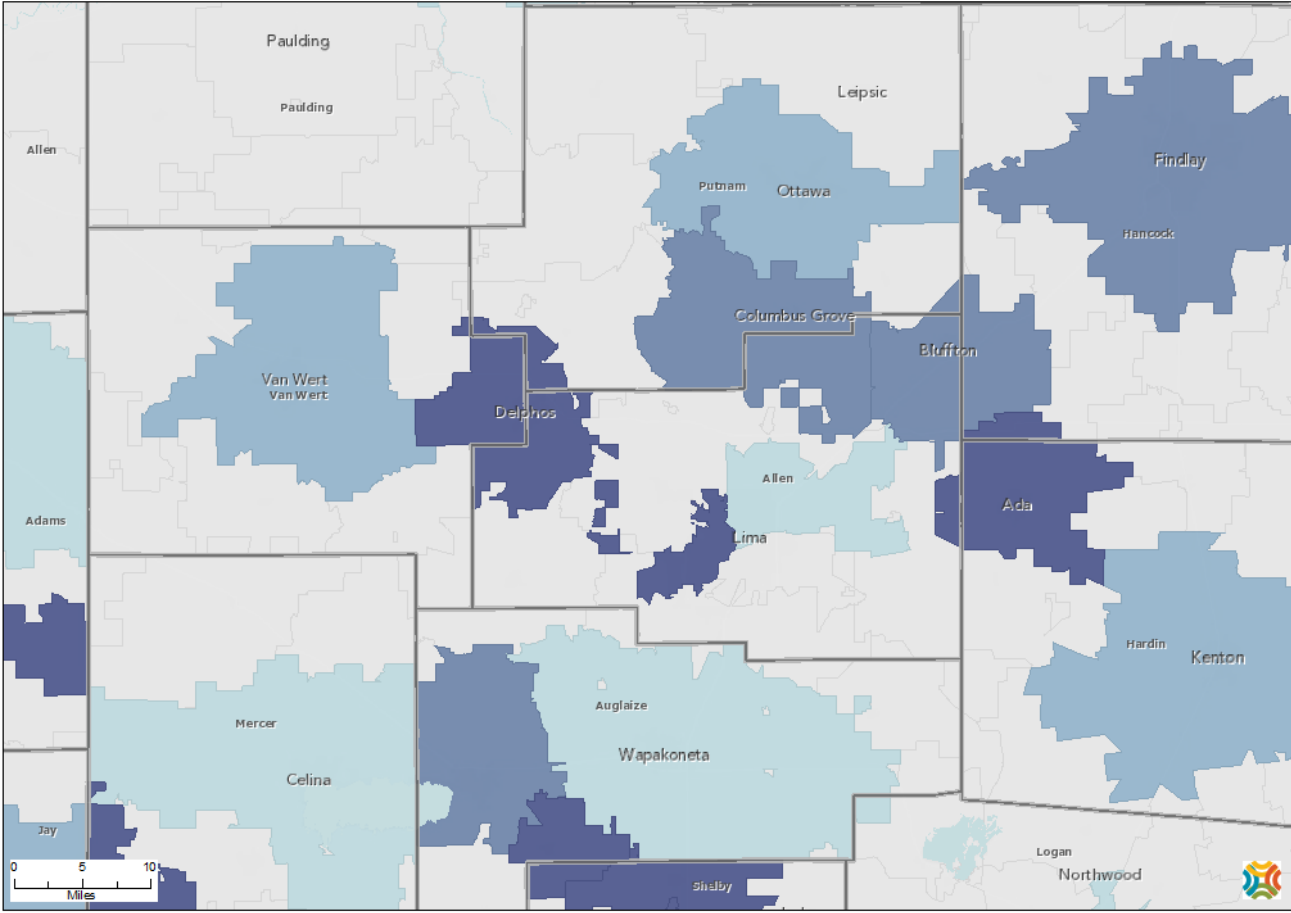 Paulding
Leipsic
Paulding
Allen
Findlay
Putnam
Ottawa
Hancock
Columbus Grove
Bluffton
Van Wert
Van Wert
Delphos
Allen
Ada
Adams
Lima
Hardin
Kenton
Auglaize
Mercer
Wapakoneta
Celina
Jay
Logan
0 5 10
Northwood
Shelby
Miles